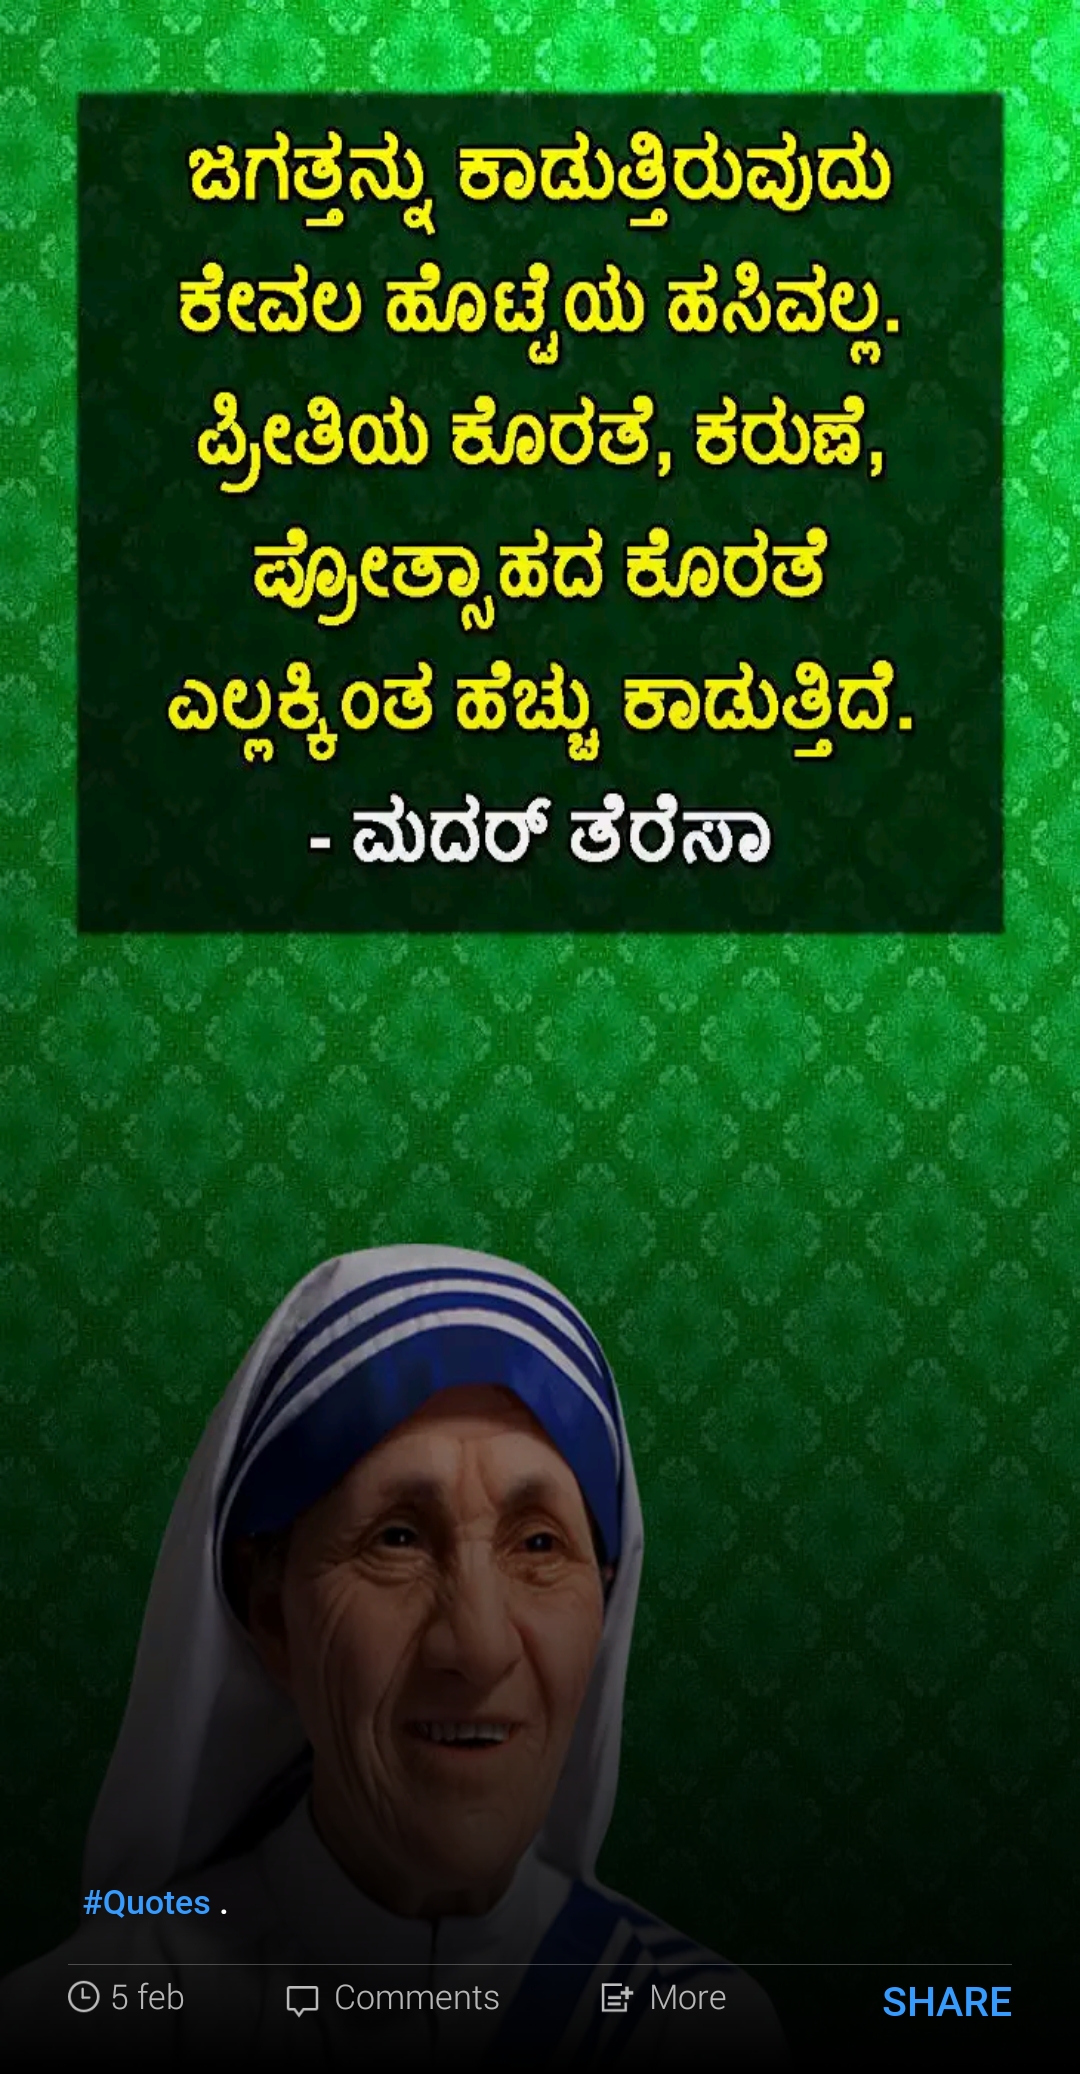 ಜಗತ್ತನ್ನು ಕಾಡುತ್ತಿರುವುದು
ಕೇವಲ ಹೊಟ್ಟೆಯ ಹಸಿವಲ್ಲ.
ಪ್ರೀತಿಯ ಕೊರತೆ, ಕರುಣೆ,
ಪ್ರೋತ್ಸಾಹದ ಕೊರತೆ
ಎಲ್ಲಕ್ಕಿಂತ ಹೆಚ್ಚು ಕಾಡುತ್ತಿದೆ.
- ಮದರ್ ತೆರೆಸಾ
#Quotes .
5 feb Comments More SHARE